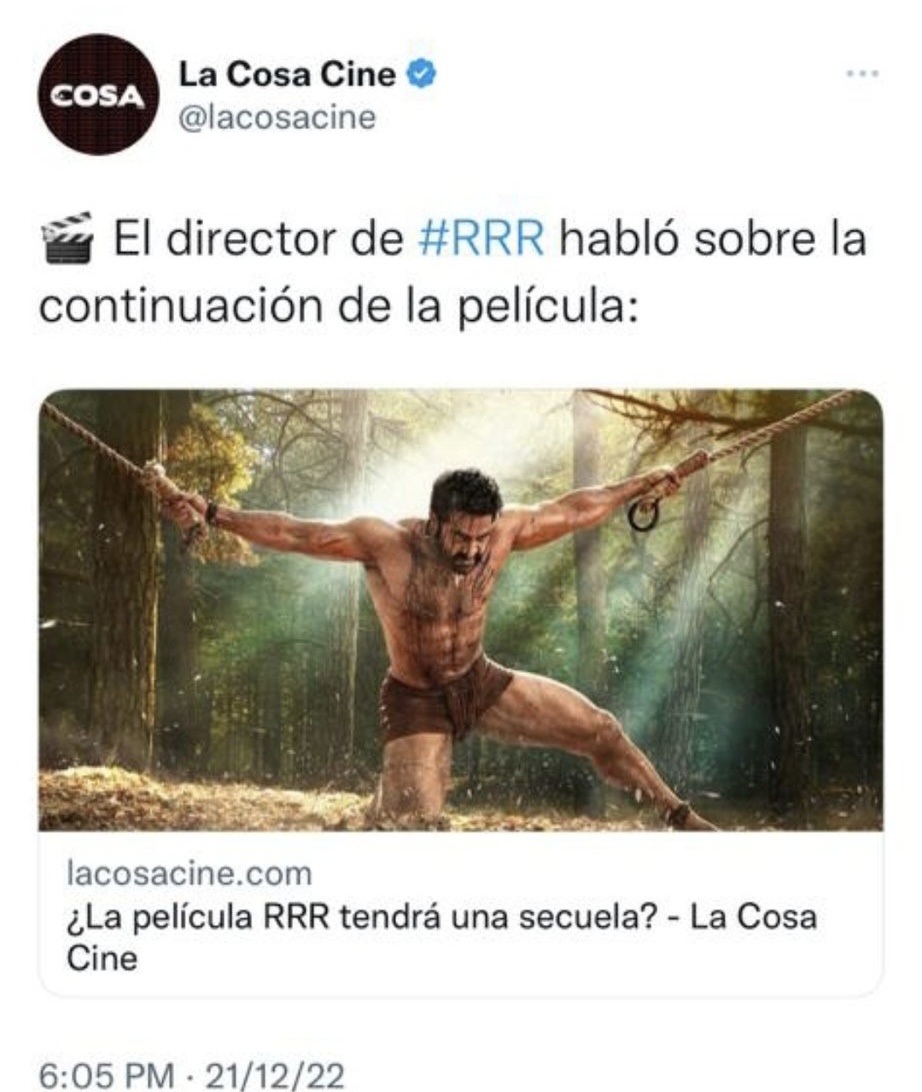 COSA
La Cosa Cine
@lacosacine
🎬 El director de #RRR habló sobre la
continuación de la película:
lacosacine.com
¿La película RRR tendrá una secuela? - La Cosa
Cine
6:05 PM · 21/12/22